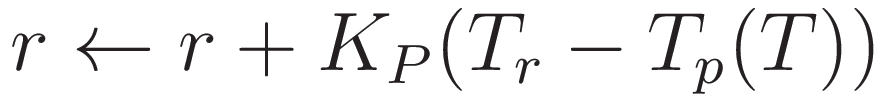 r ← r + K_P(T_r − T_p(T))